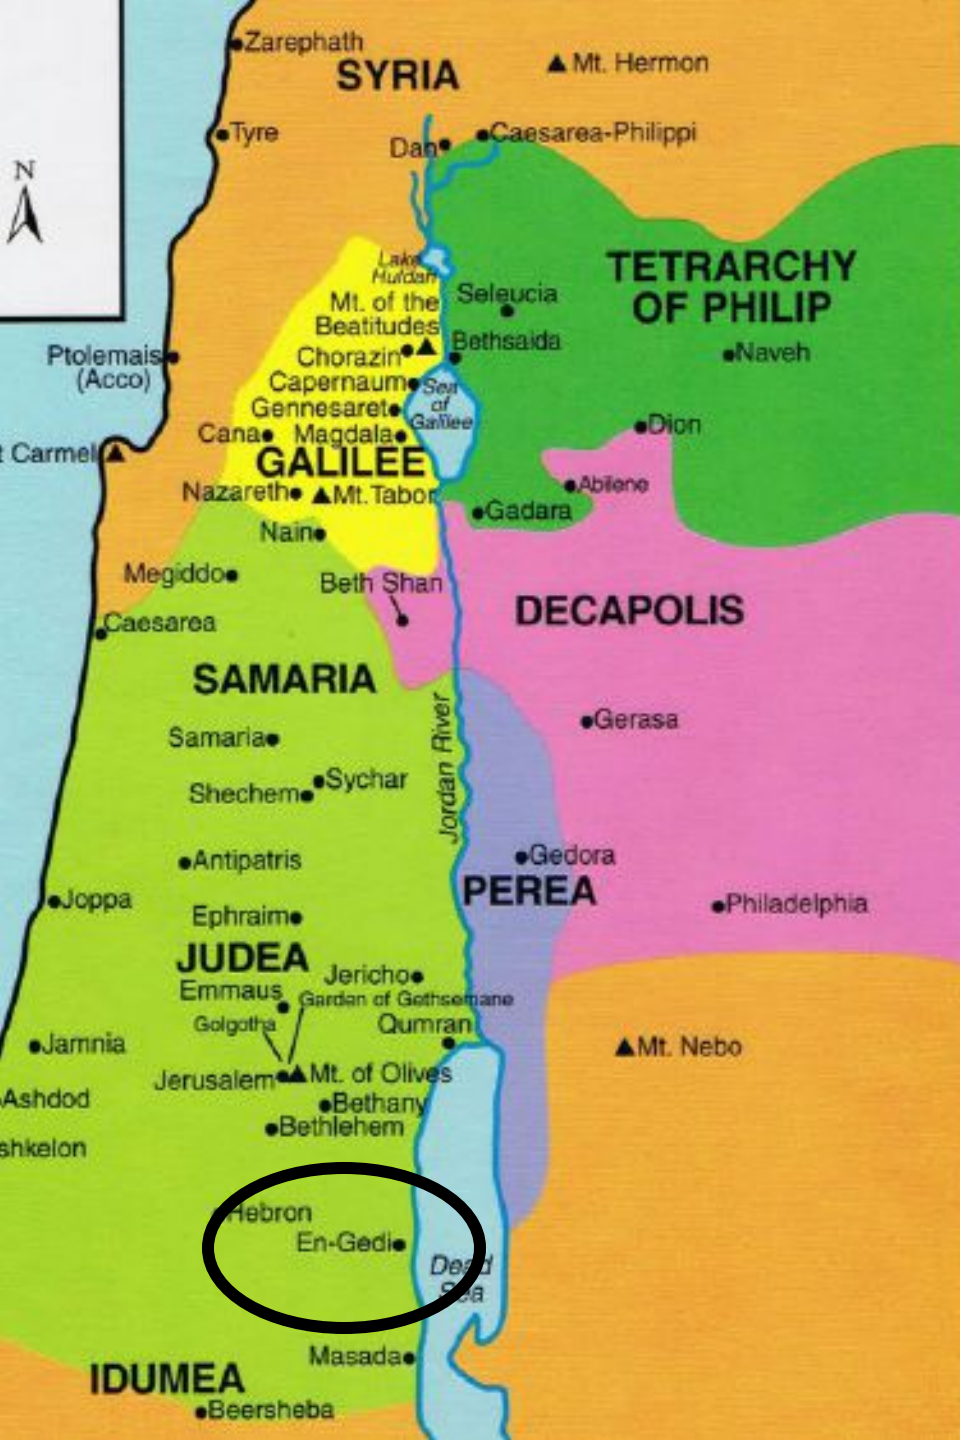 Zarephath
SYRIA
Mt. Hermon
Tyre
Caesarea-Philippi
Dan
N
Lake
Huldah
TETRARCHY
OF PHILIP
Mt. of the
Beatitudes
Seleucia
Bethsaida
Ptolemais
(Acco)
Chorazin
Naveh
Capernaum
Sea
of
Galilee
Gennesaret
Cana
Magdala
Dion
t Carmel
GALILEE
Nazareth
Mt. Tabor
Abilene
Gadara
Nain
Megiddo
Beth Shan
DECAPOLIS
Caesarea
SAMARIA
Jordan River
Gerasa
Samaria
Sychar
Shechem
Antipatris
Gedora
PEREA
Joppa
Philadelphia
Ephraim
JUDEA
Jericho
Emmaus
Garden of Gethsemane
Golgotha
Qumran
Jamnia
Mt. Nebo
Jerusalem
Mt. of Olives
Ashdod
Bethany
Bethlehem
shkelon
Hebron
En-Gedi
Dead
Sea
Masada
IDUMEA
Beersheba